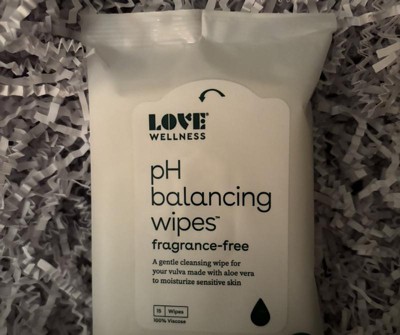 LOVE
WELLNESS
pH
balancing
wipes™
fragrance-free
A gentle cleansing wipe for
your vulva made with aloe vera
to moisturize sensitive skin
15 Wipes
100% Viscose